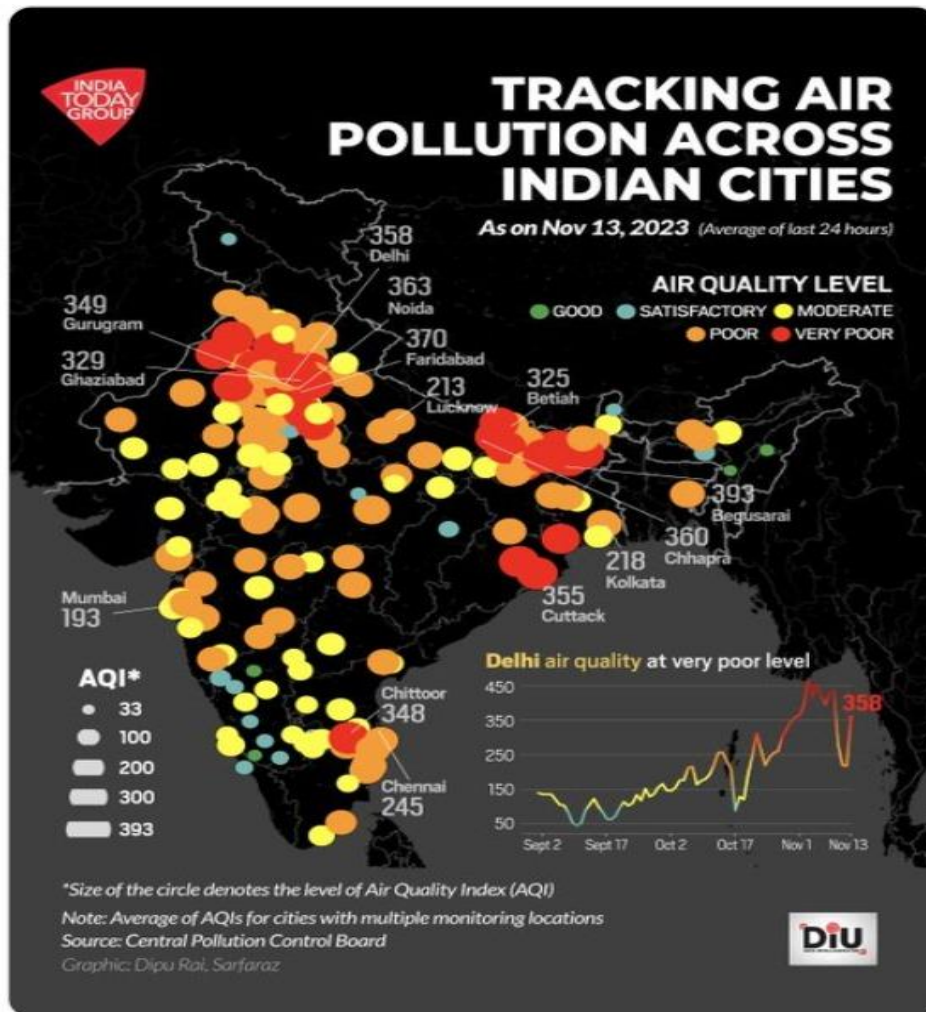 INDIA
TODAY
GROUP
TRACKING AIR
POLLUTION ACROSS
INDIAN CITIES
As on Nov 13, 2023 (Average of last 24 hours)
AIR QUALITY LEVEL
GOOD SATISFACTORY MODERATE
POOR VERY POOR
358
Delhi
363
Noida
349
Gurugram
370
Faridabad
329
Ghaziabad
213
Lucknow
325
Betiah
393
Begusarai
360
Chhapra
218
Kolkata
355
Cuttack
Mumbai
193
Chittoor
348
Chennai
245
AQI*
33
100
200
300
393
Delhi air quality at very poor level
450
350
250
150
50
358
Sept 2 Sept 17 Oct 2 Oct 17 Nov 1 Nov 13
*Size of the circle denotes the level of Air Quality Index (AQI)
Note: Average of AQIs for cities with multiple monitoring locations
Source: Central Pollution Control Board
Graphic: Dipu Rai, Sarfaraz
DiU